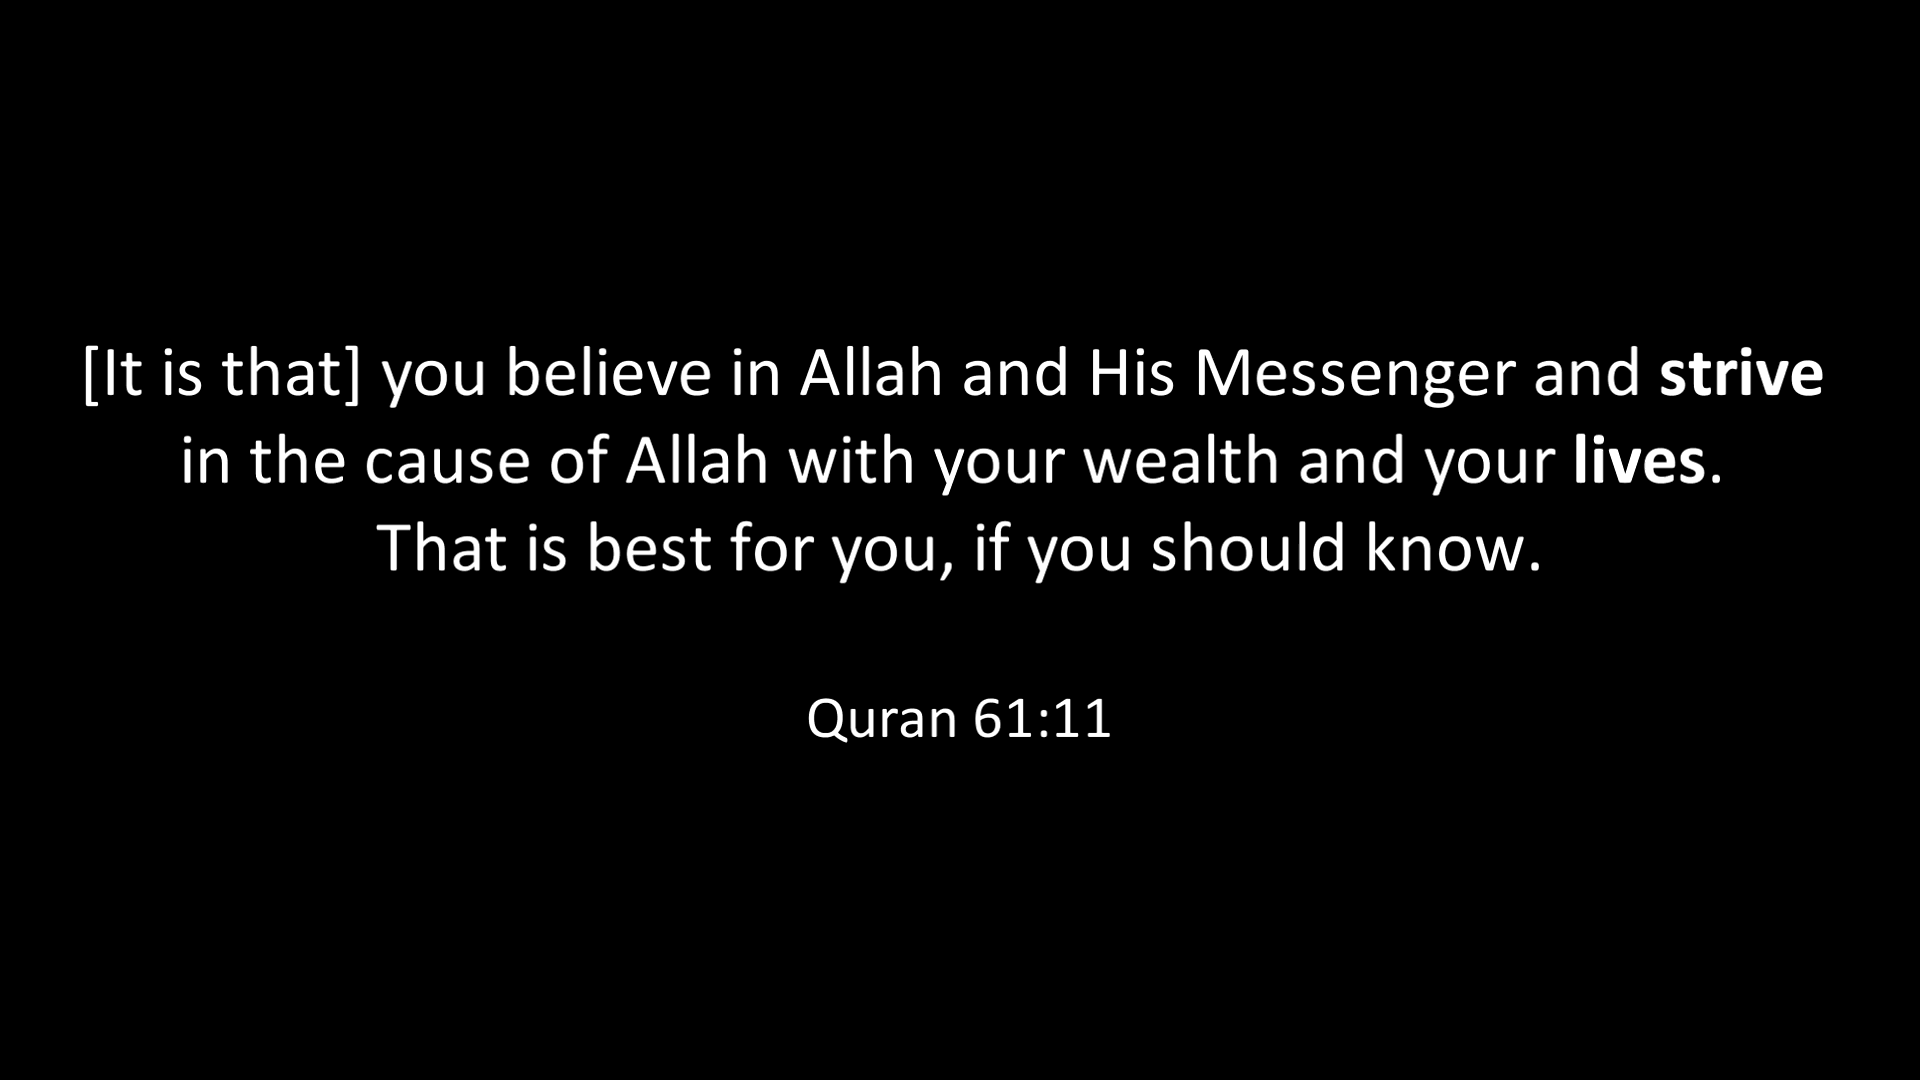 [It is that] you believe in Allah and His Messenger and strive
in the cause of Allah with your wealth and your lives.
That is best for you, if you should know.
Quran 61:11